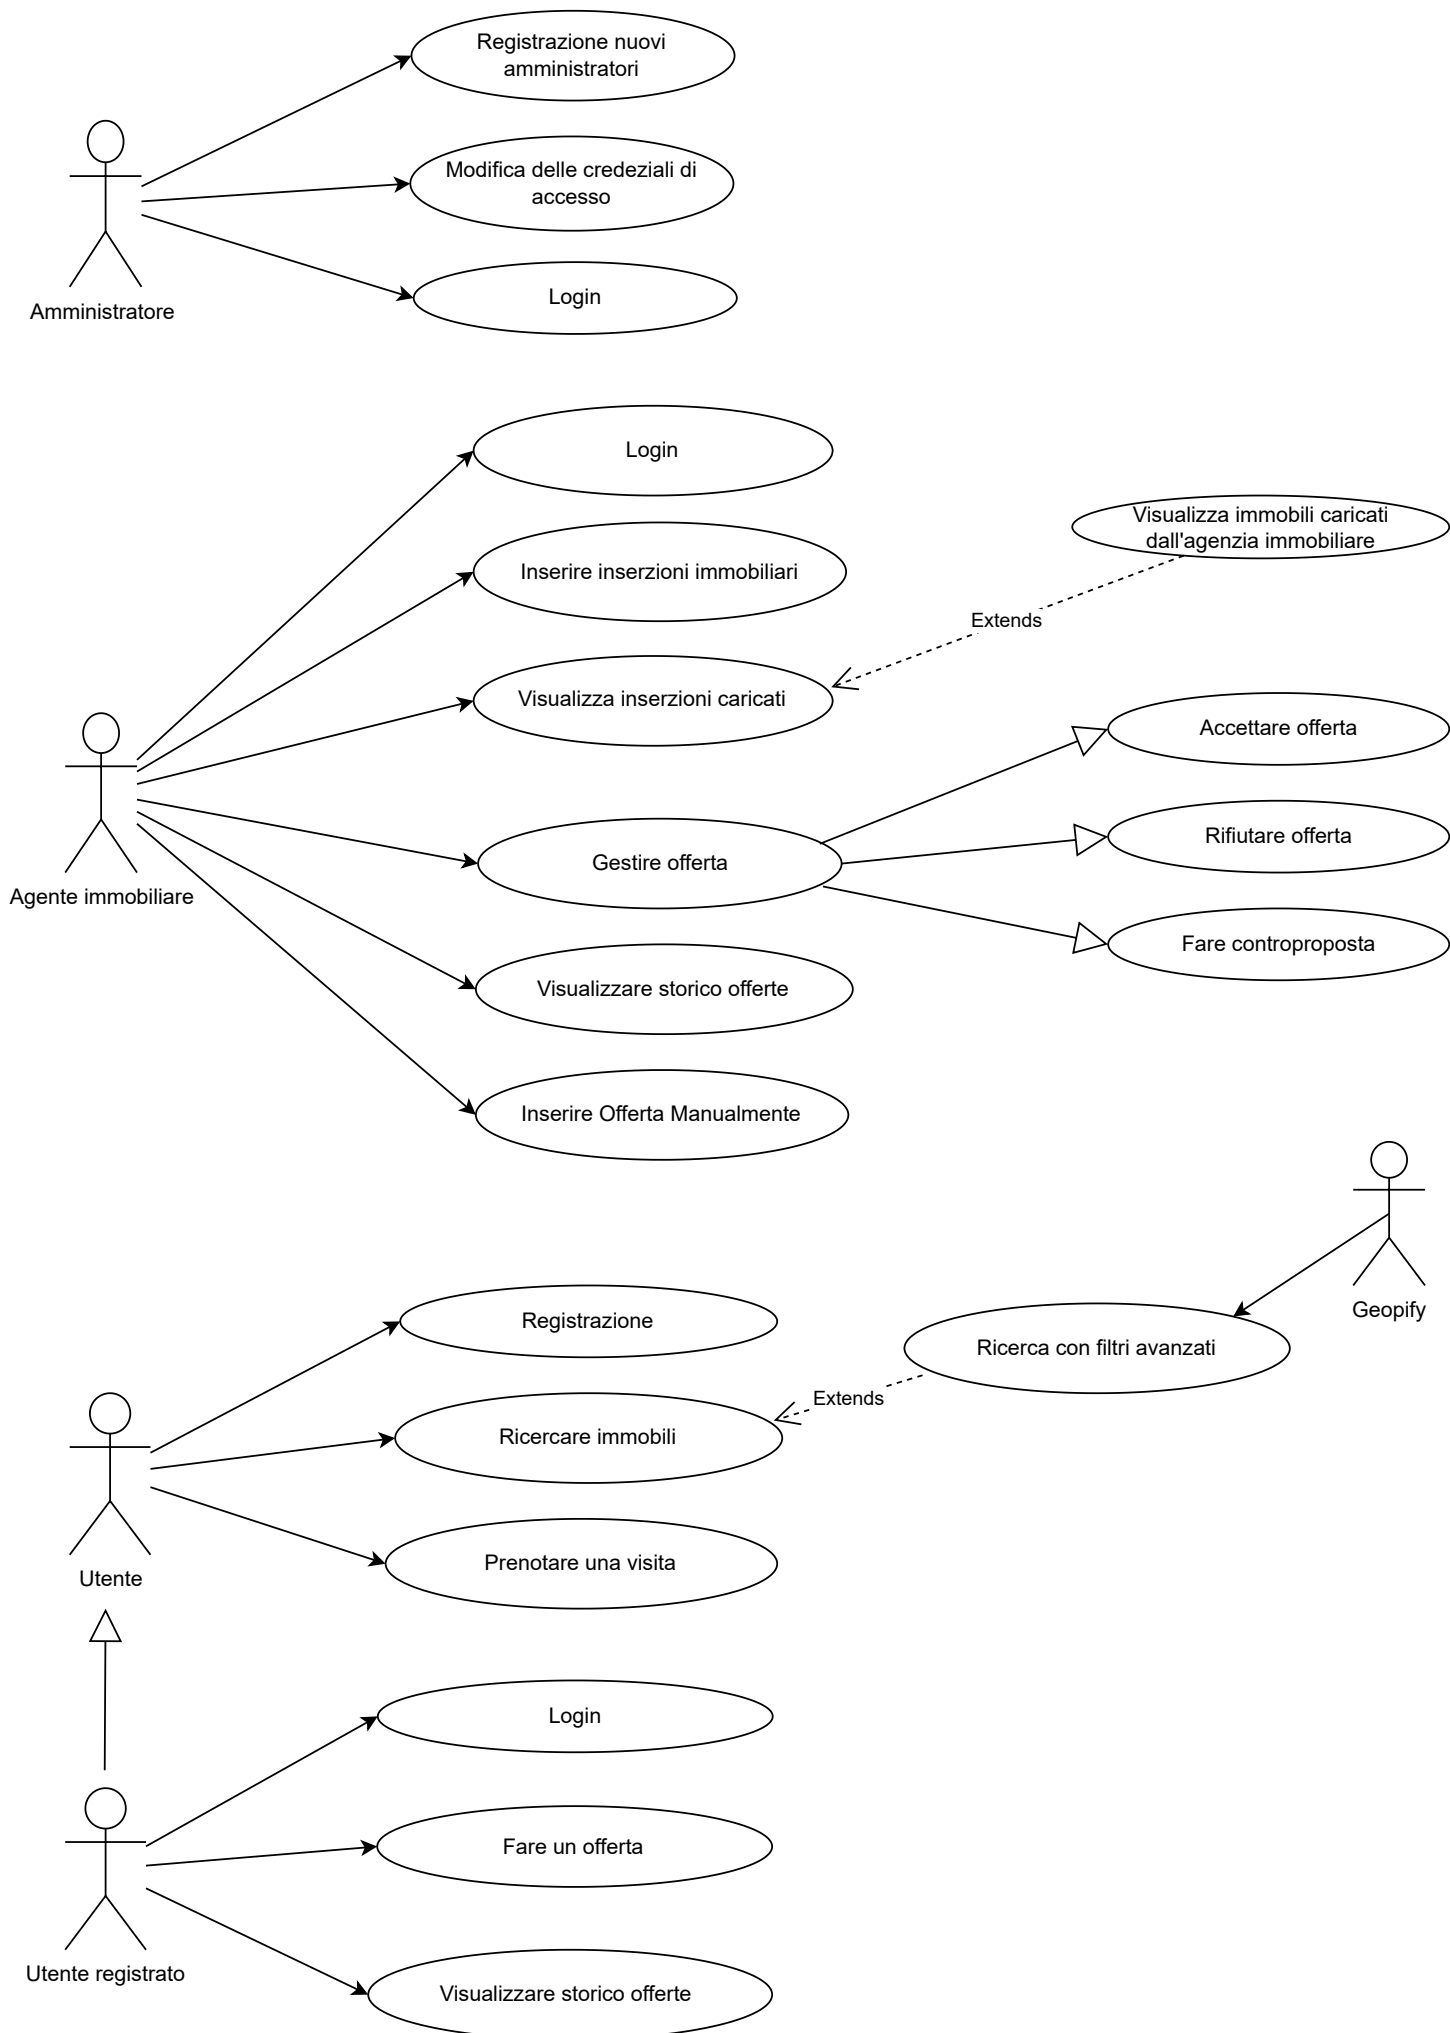 Registrazione nuovi
amministratori
Modifica delle credeziali di
accesso
Login
Amministratore
Login
Visualizza immobili caricati
dall'agenzia immobiliare
Inserire inserzioni immobiliari
Extends
Visualizza inserzioni caricati
Accettare offerta
Rifiutare offerta
Gestire offerta
Agente immobiliare
Fare controproposta
Visualizzare storico offerte
Inserire Offerta Manualmente
Geopify
Registrazione
Ricerca con filtri avanzati
Extends
Ricercare immobili
Prenotare una visita
Utente
Login
Fare un offerta
Utente registrato
Visualizzare storico offerte